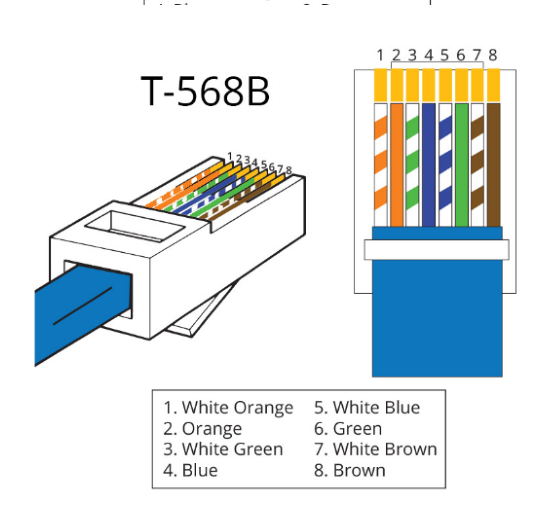 1 2 3 4 5 6 7 8
T-568B
1 2 3 4 5 6 7 8
1. White Orange 5. White Blue
2. Orange 6. Green
3. White Green 7. White Brown
4. Blue 8. Brown